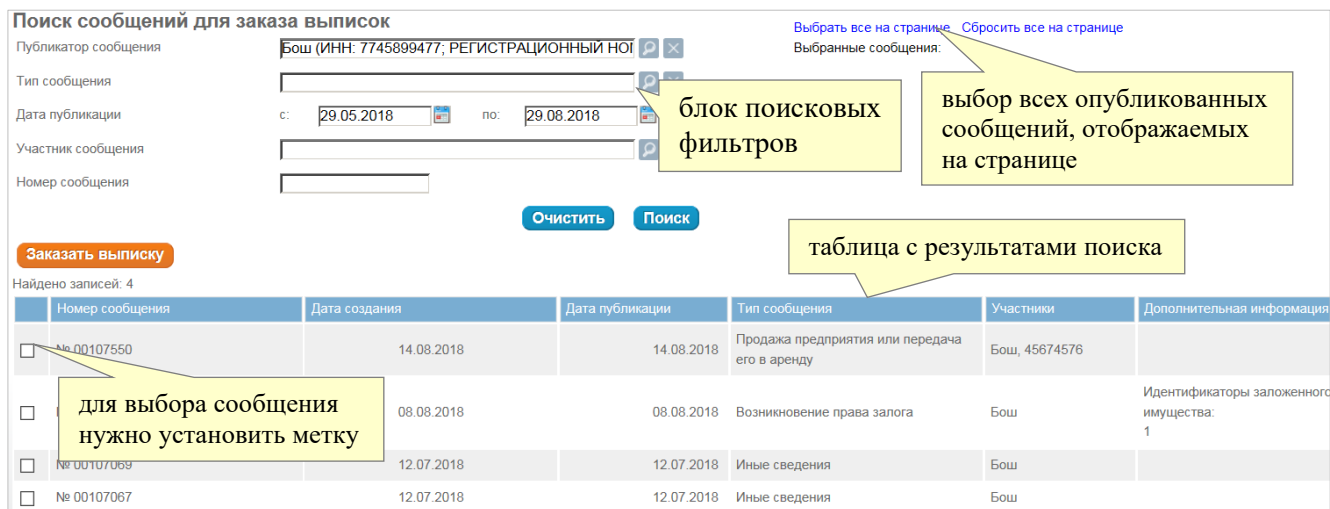 Поиск сообщений для заказа выписок
Выбрать все на странице Сбросить все на странице
Публикатор сообщения Бош (ИНН: 7745899477; РЕГИСТРАЦИОННЫЙ
Выбранные сообщения:
Тип сообщения
Дата публикации с: 29.05.2018 по: 29.08.2018
Участник сообщения
Номер сообщения
блок поисковых
фильтров
выбор всех опубликованных
сообщений, отображаемых
на странице
Очистить Поиск
таблица с результатами поиска
Заказать выписку
Найдено записей: 4
Номер сообщения Дата создания Дата публикации Тип сообщения Участники Дополнительная информация
№ 00107550 14.08.2018 14.08.2018 Продажа предприятия или передача
его в аренду Бош, 45674576
для выбора сообщения
нужно установить метку
08.08.2018 08.08.2018 Возникновение права залога Бош Идентификаторы заложенного
имущества:
1
№ 00107069 12.07.2018 12.07.2018 Иные сведения Бош
№ 00107067 12.07.2018 12.07.2018 Иные сведения Бош